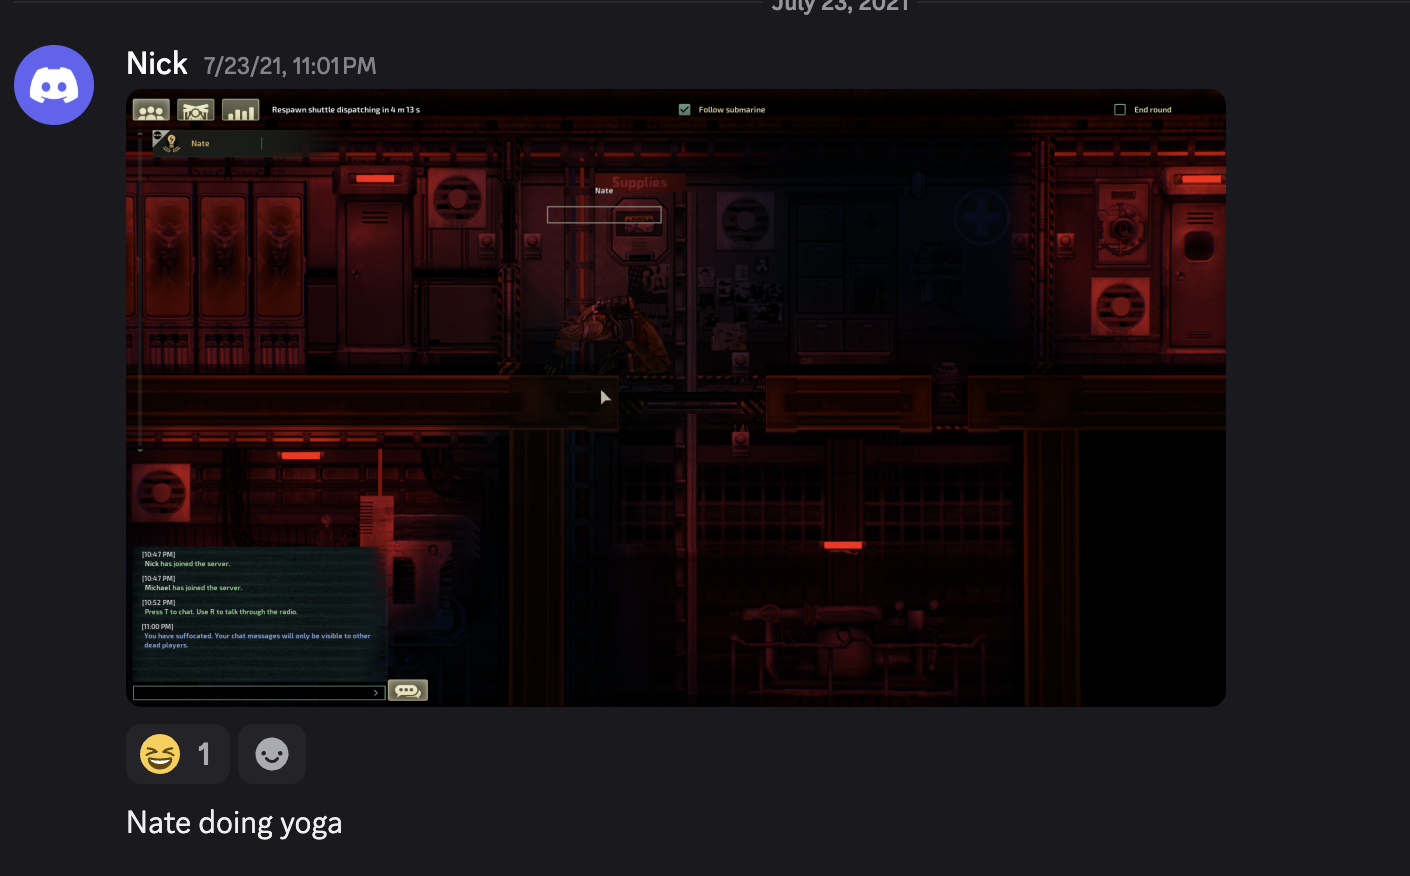 July 23, 2021
Nick 7/23/21, 11:01 PM
Respawn shuttle dispatching in 4 m 13 s
Follow submarine
End round
Nate
Supplies
Nate
[10:47 PM]
Nick has joined the server.
[10:47 PM]
Michael has joined the server.
[10:52 PM]
Press T to chat. Use R to talk through the radio.
[11:00 PM]
You have suffocated. Your chat messages will only be visible to other
dead players.
1
Nate doing yoga